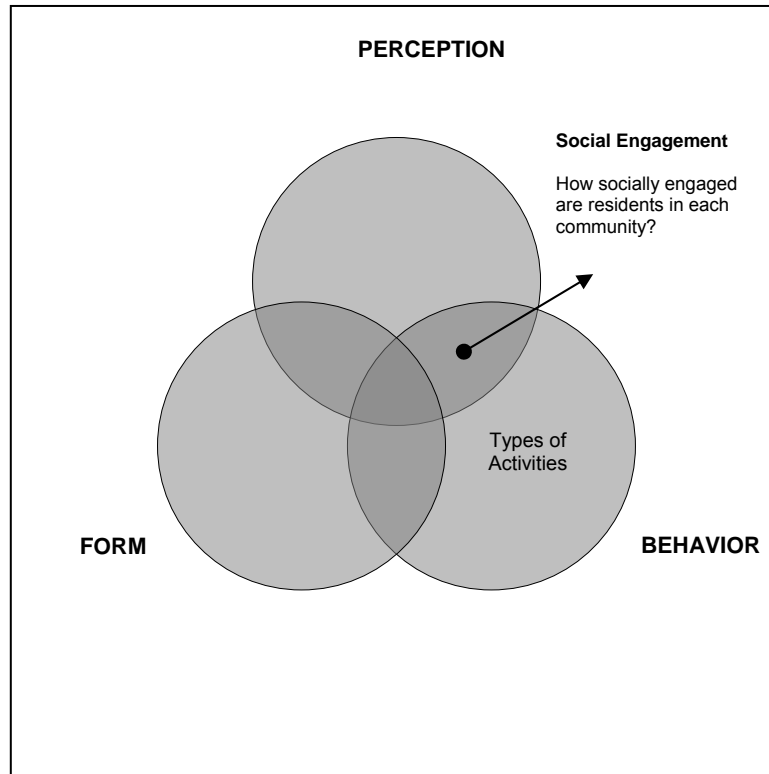 PERCEPTION
Social Engagement
How socially engaged
are residents in each
community?
Types of
Activities
FORM
BEHAVIOR